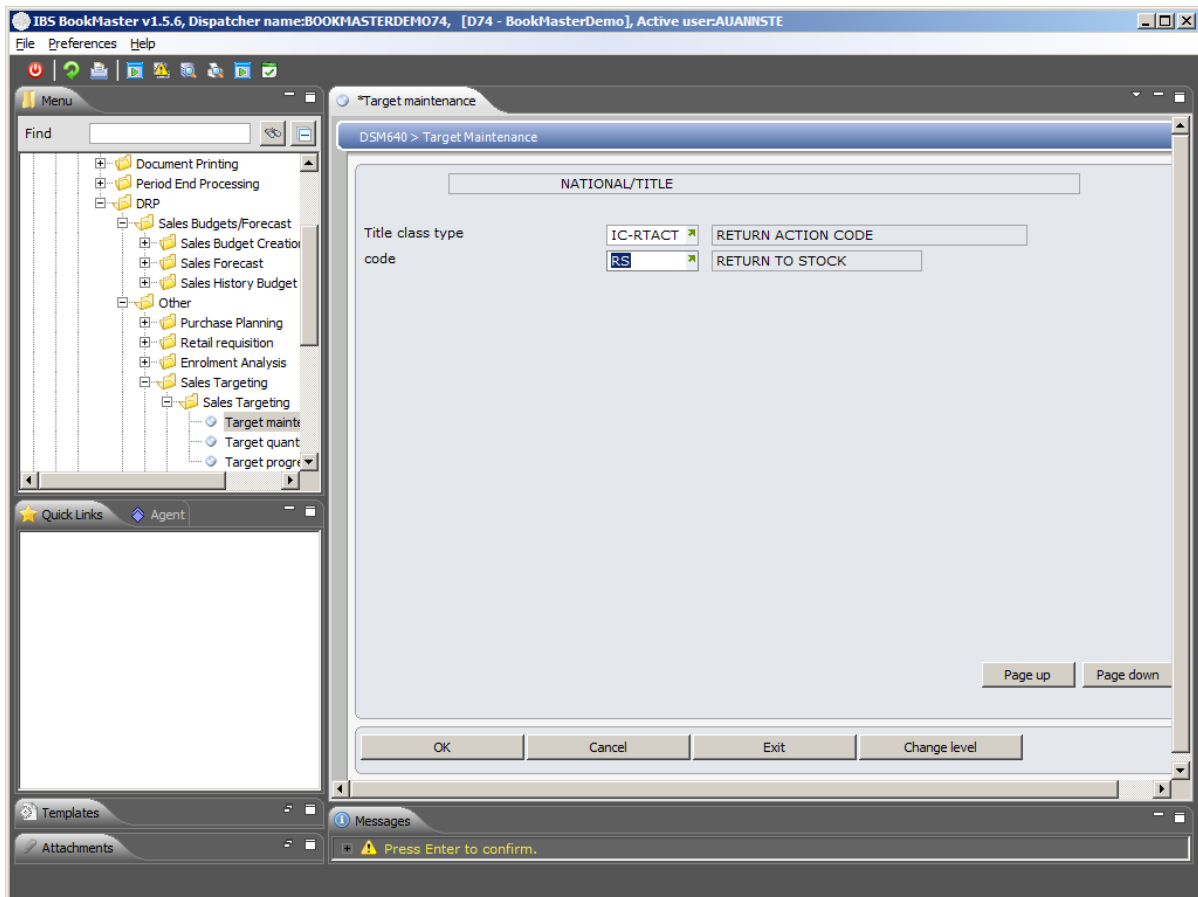 IBS BookMaster v1.5.6, Dispatcher name:BOOKMASTERDEMO74, [D74 - BookMasterDemo], Active user:AUANNSTE
File Preferences Help
Menu
Find
Document Printing
Period End Processing
DRP
Sales Budgets/Forecast
Sales Budget Creation
Sales Forecast
Sales History Budget
Other
Purchase Planning
Retail requisition
Enrolment Analysis
Sales Targeting
Sales Targeting
Target mainte
Target quant
Target progre
Quick Links Agent
Templates
Attachments
*Target maintenance
DSM640 > Target Maintenance
NATIONAL/TITLE
Title class type IC-RTACT RETURN ACTION CODE
code RS RETURN TO STOCK
Page up Page down
OK Cancel Exit Change level
Messages
Press Enter to confirm.